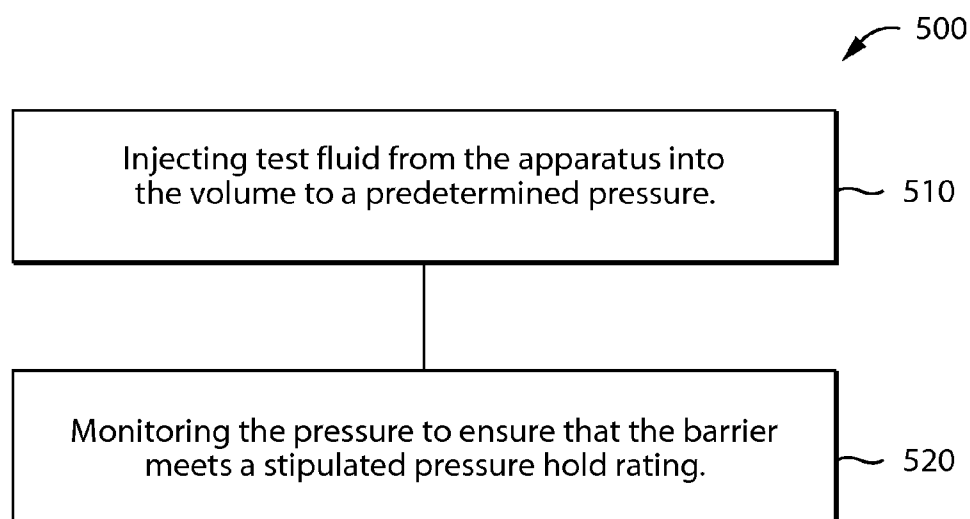 500
Injecting test fluid from the apparatus into
the volume to a predetermined pressure.
510
Monitoring the pressure to ensure that the barrier
meets a stipulated pressure hold rating.
520